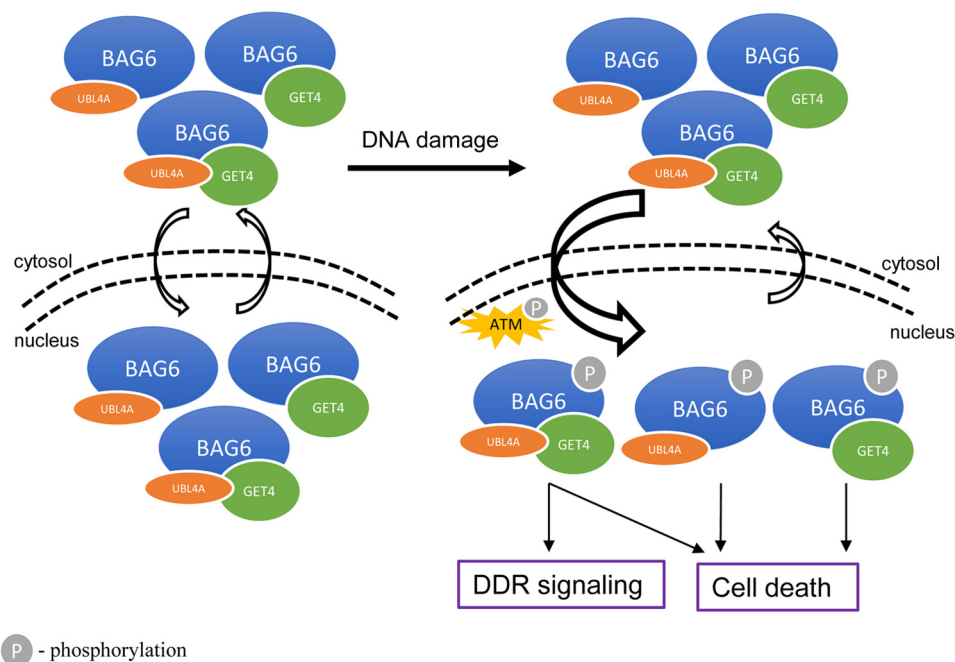 BAG6
UBL4A
BAG6
GET4
BAG6
UBL4A
GET4
DNA damage
BAG6
UBL4A
BAG6
GET4
BAG6
UBL4A
GET4
cytosol
nucleus
cytosol
nucleus
ATM
P
BAG6
UBL4A
BAG6
GET4
BAG6
UBL4A
GET4
BAG6
P
UBL4A
GET4
BAG6
P
UBL4A
BAG6
P
GET4
DDR signaling
Cell death
P - phosphorylation